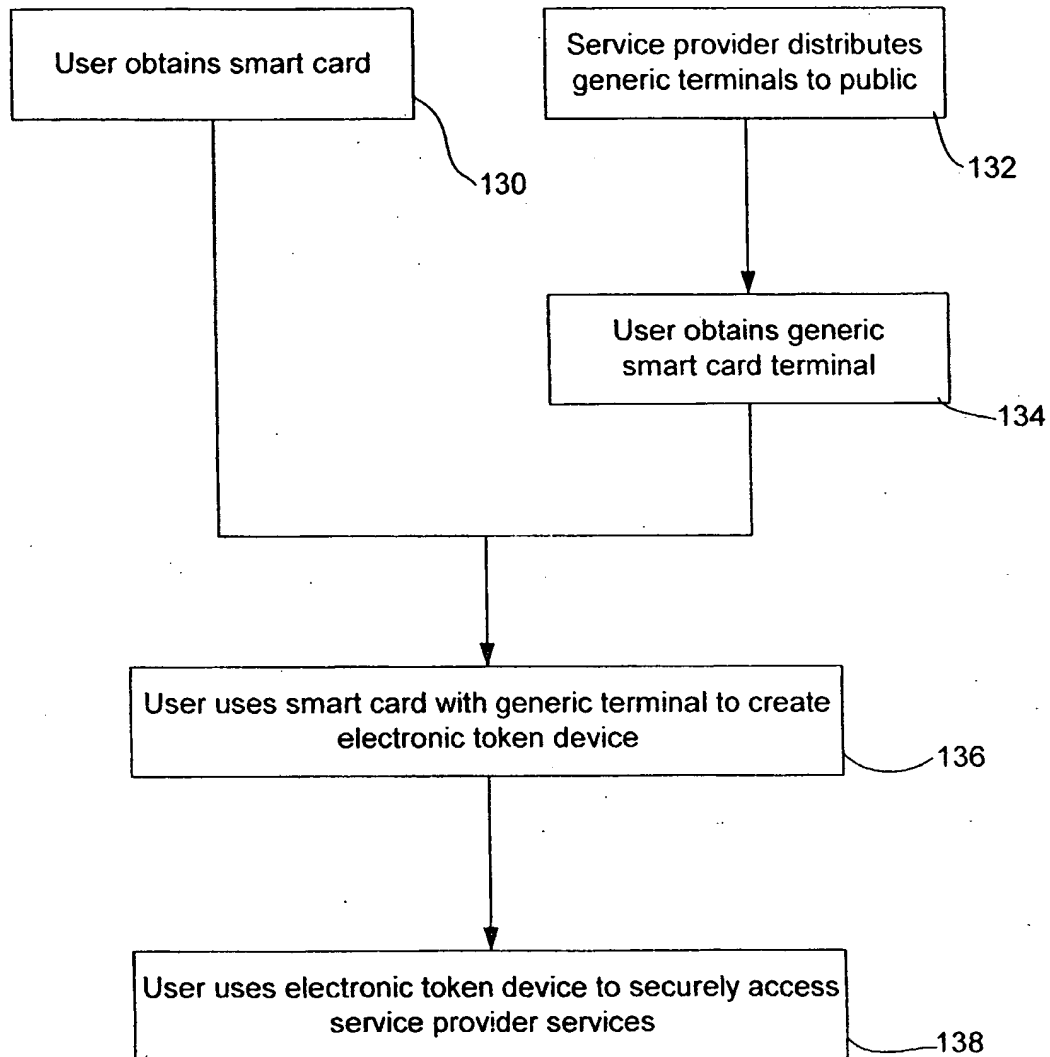 User obtains smart card
130
Service provider distributes
generic terminals to public
132
User obtains generic
smart card terminal
134
User uses smart card with generic terminal to create
electronic token device
136
User uses electronic token device to securely access
service provider services
138